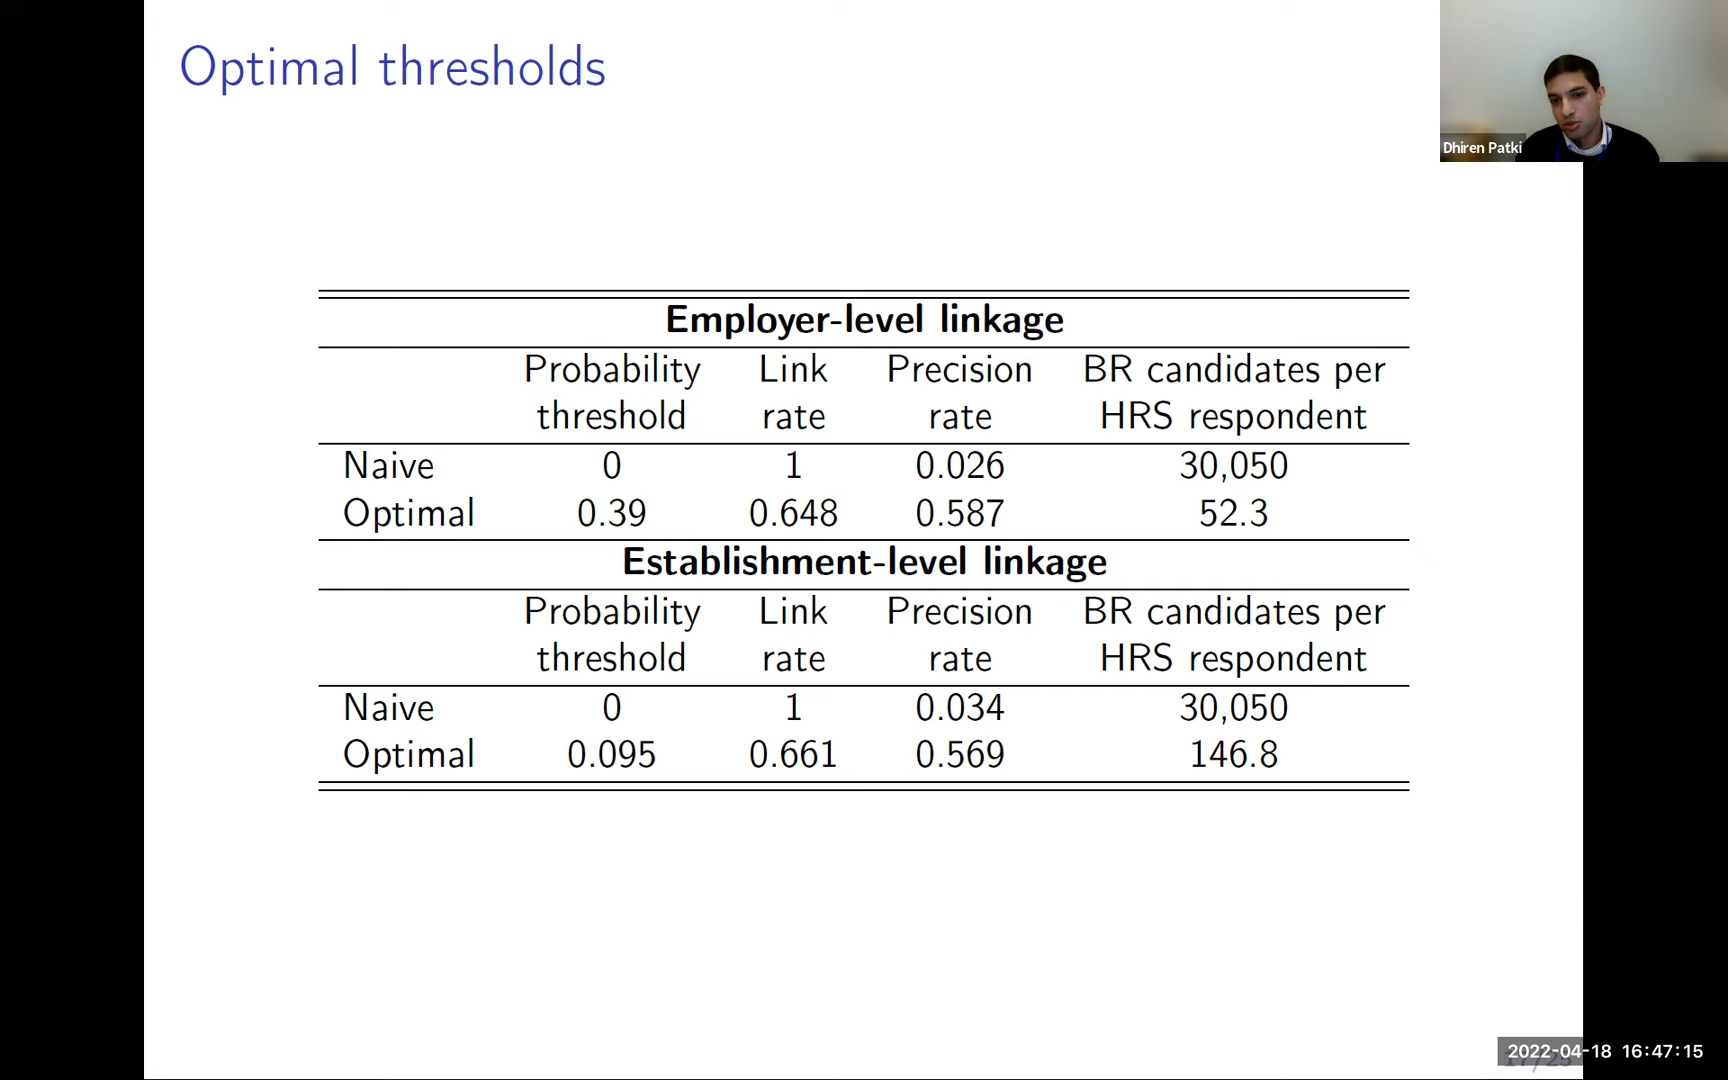 Optimal thresholds
Dhiren Patki
Employer-level linkage
Probability Link Precision BR candidates per
threshold rate rate HRS respondent
Naive 0 1 0.026 30,050
Optimal 0.39 0.648 0.587 52.3
Establishment-level linkage
Probability Link Precision BR candidates per
threshold rate rate HRS respondent
Naive 0 1 0.034 30,050
Optimal 0.095 0.661 0.569 146.8
2022-04-18 16:47:15